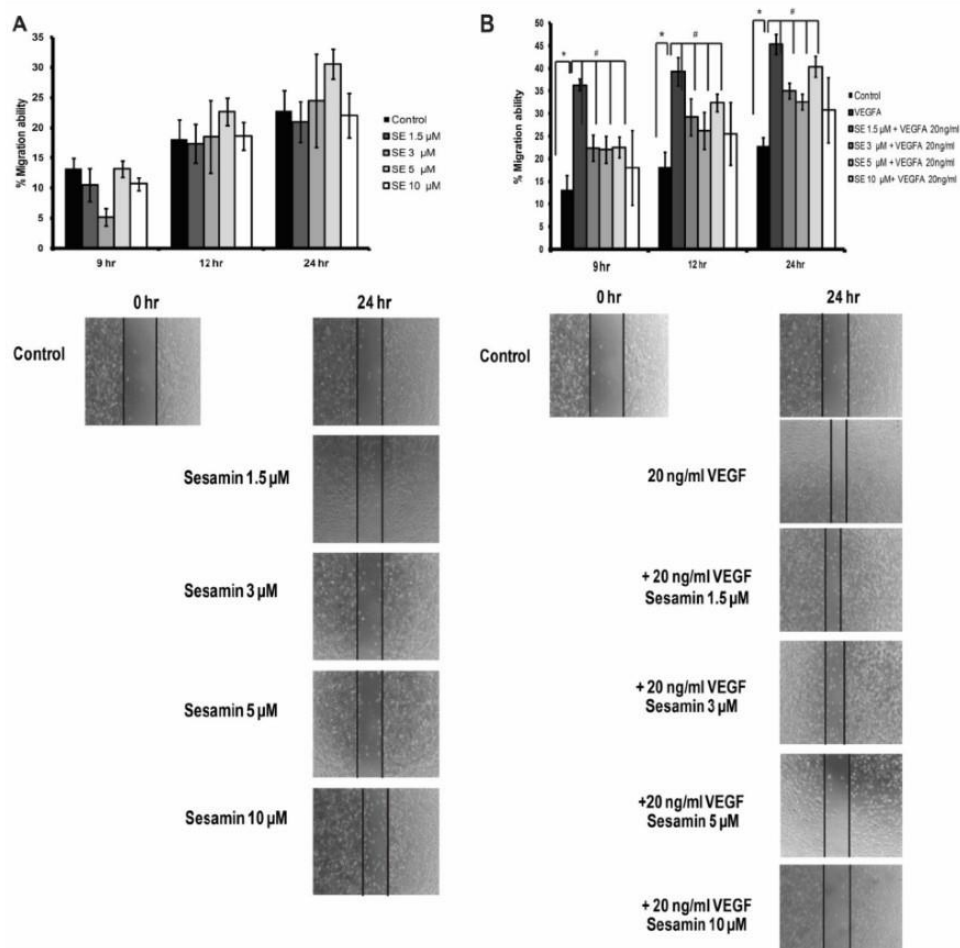 A
% Migration ability
35
30
25
20
15
10
5
0
9 hr
12 hr
24 hr
Control
SE 1.5 µM
SE 3 µM
SE 5 µM
SE 10 µM
0 hr
24 hr
Control
Sesamin 1.5 µM
Sesamin 3 µM
Sesamin 5 µM
Sesamin 10 µM
B
% Migration ability
50
45
40
35
30
25
20
15
10
5
0
* #
* #
* #
9 hr
12 hr
24 hr
Control
VEGFA
SE 1.5 µM + VEGFA 20ng/ml
SE 3 µM + VEGFA 20ng/ml
SE 5 µM + VEGFA 20ng/ml
SE 10 µM+ VEGFA 20ng/ml
0 hr
24 hr
Control
20 ng/ml VEGF
+ 20 ng/ml VEGF
Sesamin 1.5 µM
+ 20 ng/ml VEGF
Sesamin 3 µM
+20 ng/ml VEGF
Sesamin 5 µM
+ 20 ng/ml VEGF
Sesamin 10 µM